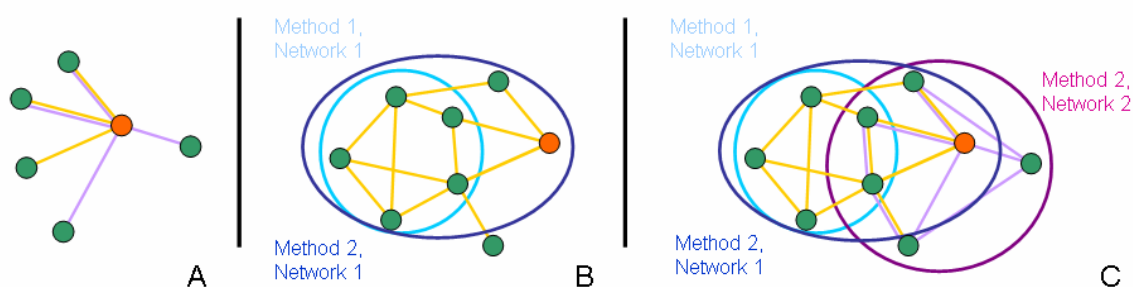 Method 1,
Network 1
Method 2,
Network 1
A
B
Method 1,
Network 1
Method 2,
Network 2
Method 2,
Network 1
C